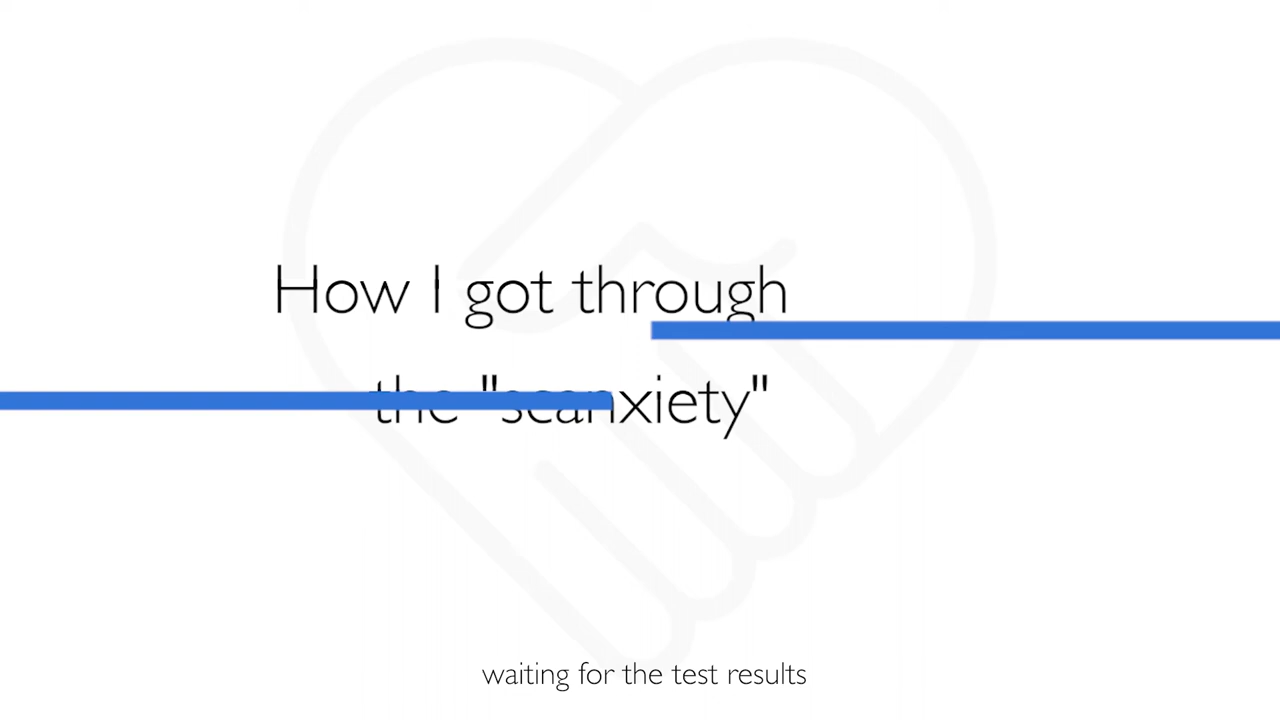 How I got through
the "scanxiety"
waiting for the test results